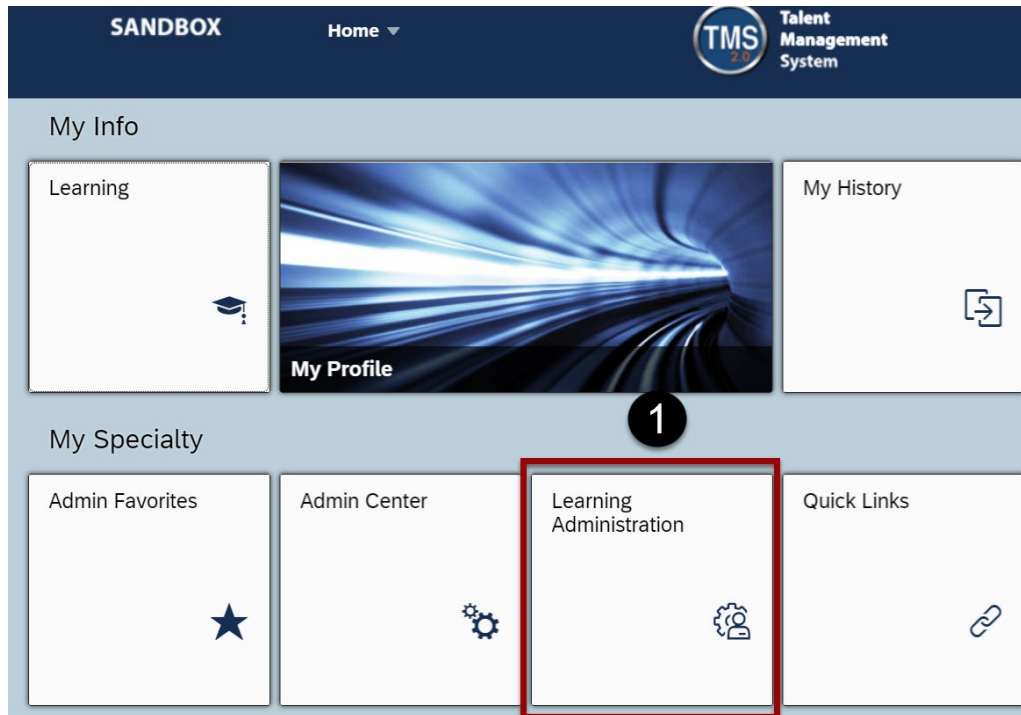 SANDBOX
Home
TMS
2.0
Talent
Management
System
My Info
Learning
My Profile
My History
1
My Specialty
Admin Favorites
Admin Center
Learning
Administration
Quick Links